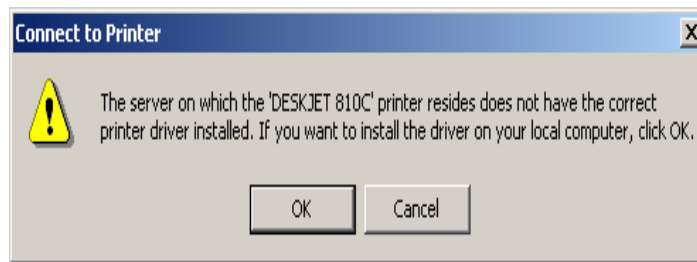 Connect to Printer
The server on which the 'DESKJET 810C' printer resides does not have the correct
printer driver installed. If you want to install the driver on your local computer, click OK.
OK
Cancel